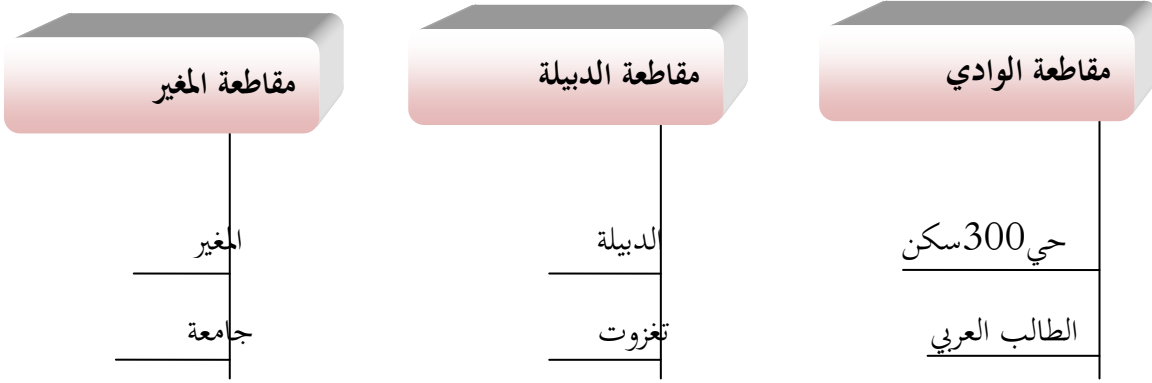 مقاطعة الوادي
مقاطعة الدبيلة
مقاطعة المغير
حي300سكن
الدبيلة
المغير
الطالب العربي
تغزوت
جامعة